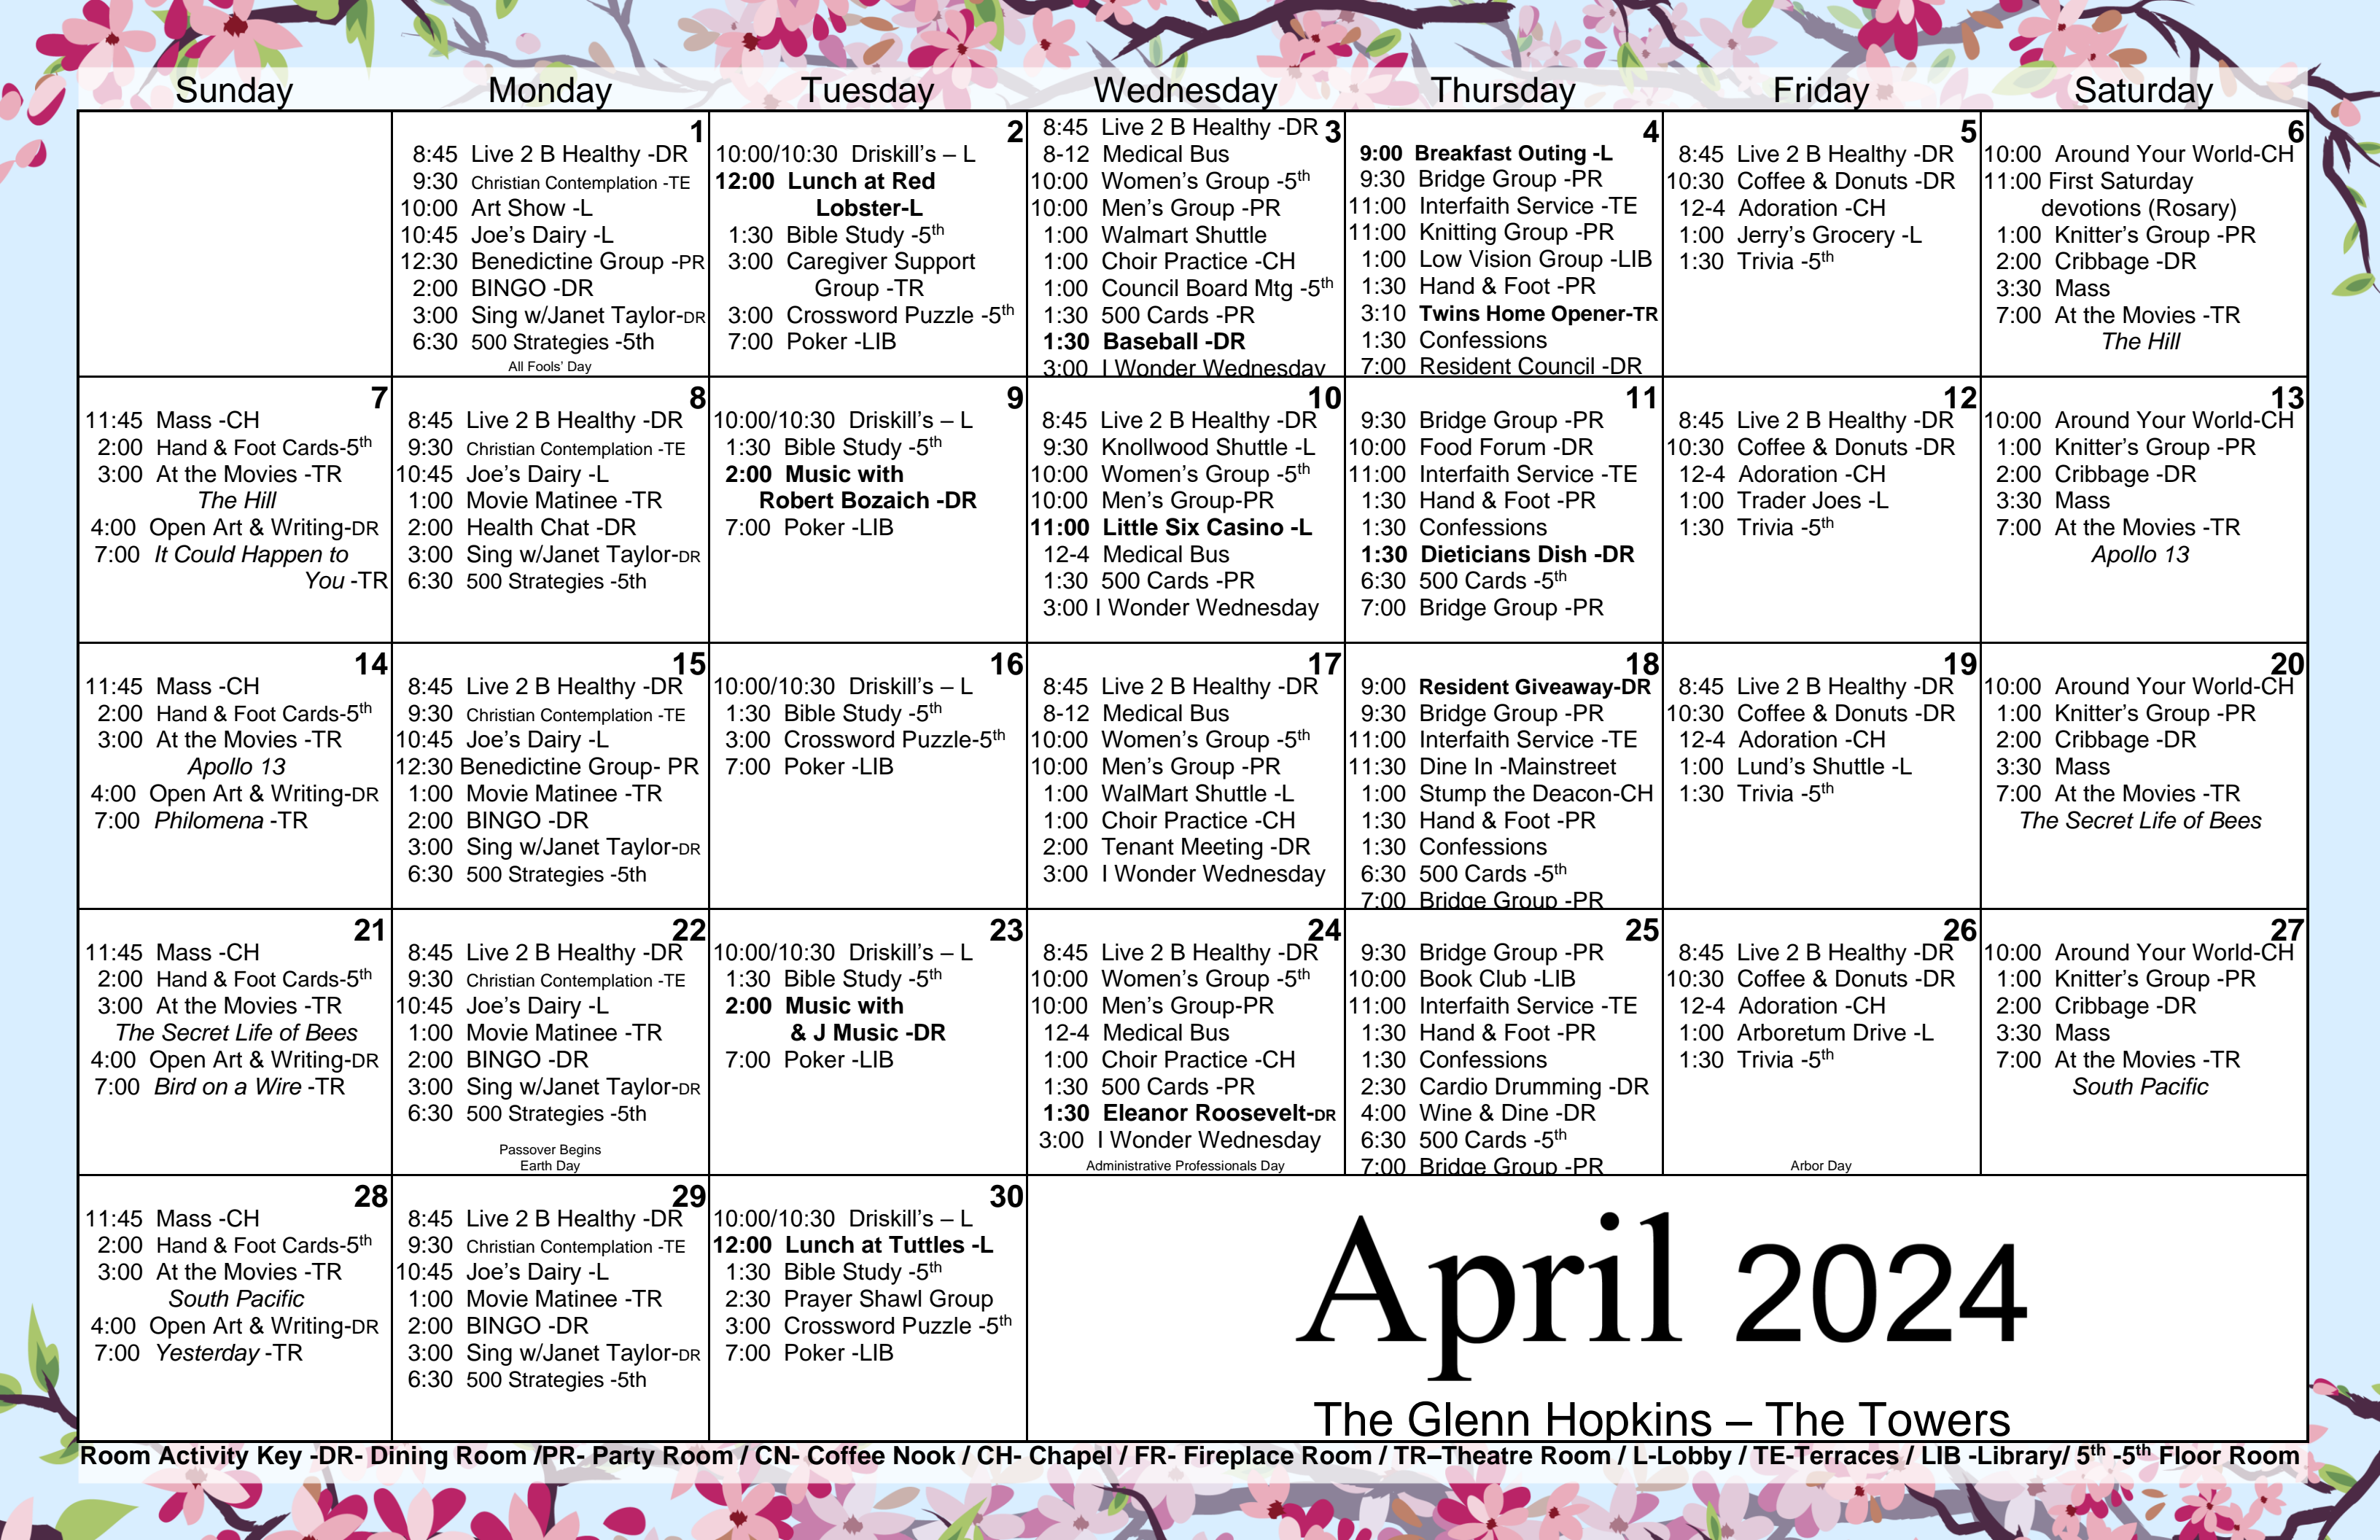 Sunday Monday Tuesday Wednesday Thursday Friday Saturday
1
8:45 Live 2 B Healthy -DR
9:30 Christian Contemplation -TE
10:00 Art Show -L
10:45 Joe's Dairy -L
12:30 Benedictine Group -PR
2:00 BINGO -DR
3:00 Sing w/Janet Taylor-DR
6:30 500 Strategies -5th
All Fools' Day
2
10:00/10:30 Driskill's – L
12:00 Lunch at Red
Lobster-L
1:30 Bible Study -5th
3:00 Caregiver Support
Group -TR
3:00 Crossword Puzzle -5th
7:00 Poker -LIB
8:45 Live 2 B Healthy -DR 3
8-12 Medical Bus
10:00 Women's Group -5th
10:00 Men's Group -PR
1:00 Walmart Shuttle
1:00 Choir Practice -CH
1:00 Council Board Mtg -5th
1:30 500 Cards -PR
1:30 Baseball -DR
3:00 I Wonder Wednesday
4
9:00 Breakfast Outing -L
9:30 Bridge Group -PR
11:00 Interfaith Service -TE
11:00 Knitting Group -PR
1:00 Low Vision Group -LIB
1:30 Hand & Foot -PR
3:10 Twins Home Opener-TR
1:30 Confessions
7:00 Resident Council -DR
5
8:45 Live 2 B Healthy -DR
10:30 Coffee & Donuts -DR
12-4 Adoration -CH
1:00 Jerry's Grocery -L
1:30 Trivia -5th
6
10:00 Around Your World-CH
11:00 First Saturday
devotions (Rosary)
1:00 Knitter's Group -PR
2:00 Cribbage -DR
3:30 Mass
7:00 At the Movies -TR
The Hill
7
11:45 Mass -CH
2:00 Hand & Foot Cards-5th
3:00 At the Movies -TR
The Hill
4:00 Open Art & Writing-DR
7:00 It Could Happen to
You -TR
8
8:45 Live 2 B Healthy -DR
9:30 Christian Contemplation -TE
10:45 Joe's Dairy -L
1:00 Movie Matinee -TR
2:00 Health Chat -DR
3:00 Sing w/Janet Taylor-DR
6:30 500 Strategies -5th
9
10:00/10:30 Driskill's – L
1:30 Bible Study -5th
2:00 Music with
Robert Bozaich -DR
7:00 Poker -LIB
10
8:45 Live 2 B Healthy -DR
9:30 Knollwood Shuttle -L
10:00 Women's Group -5th
10:00 Men's Group-PR
11:00 Little Six Casino -L
12-4 Medical Bus
1:30 500 Cards -PR
3:00 I Wonder Wednesday
11
9:30 Bridge Group -PR
10:00 Food Forum -DR
11:00 Interfaith Service -TE
1:30 Hand & Foot -PR
1:30 Confessions
1:30 Dieticians Dish -DR
6:30 500 Cards -5th
7:00 Bridge Group -PR
12
8:45 Live 2 B Healthy -DR
10:30 Coffee & Donuts -DR
12-4 Adoration -CH
1:00 Trader Joes -L
1:30 Trivia -5th
13
10:00 Around Your World-CH
1:00 Knitter's Group -PR
2:00 Cribbage -DR
3:30 Mass
7:00 At the Movies -TR
Apollo 13
14
11:45 Mass -CH
2:00 Hand & Foot Cards-5th
3:00 At the Movies -TR
Apollo 13
4:00 Open Art & Writing-DR
7:00 Philomena -TR
15
8:45 Live 2 B Healthy -DR
9:30 Christian Contemplation -TE
10:45 Joe's Dairy -L
12:30 Benedictine Group- PR
1:00 Movie Matinee -TR
2:00 BINGO -DR
3:00 Sing w/Janet Taylor-DR
6:30 500 Strategies -5th
16
10:00/10:30 Driskill's – L
1:30 Bible Study -5th
3:00 Crossword Puzzle-5th
7:00 Poker -LIB
17
8:45 Live 2 B Healthy -DR
8-12 Medical Bus
10:00 Women's Group -5th
10:00 Men's Group -PR
1:00 WalMart Shuttle -L
1:00 Choir Practice -CH
2:00 Tenant Meeting -DR
3:00 I Wonder Wednesday
18
9:00 Resident Giveaway-DR
9:30 Bridge Group -PR
11:00 Interfaith Service -TE
11:30 Dine In -Mainstreet
1:00 Stump the Deacon-CH
1:30 Hand & Foot -PR
1:30 Confessions
6:30 500 Cards -5th
7:00 Bridge Group -PR
19
8:45 Live 2 B Healthy -DR
10:30 Coffee & Donuts -DR
12-4 Adoration -CH
1:00 Lund's Shuttle -L
1:30 Trivia -5th
20
10:00 Around Your World-CH
1:00 Knitter's Group -PR
2:00 Cribbage -DR
3:30 Mass
7:00 At the Movies -TR
The Secret Life of Bees
21
11:45 Mass -CH
2:00 Hand & Foot Cards-5th
3:00 At the Movies -TR
The Secret Life of Bees
4:00 Open Art & Writing-DR
7:00 Bird on a Wire -TR
22
8:45 Live 2 B Healthy -DR
9:30 Christian Contemplation -TE
10:45 Joe's Dairy -L
1:00 Movie Matinee -TR
2:00 BINGO -DR
3:00 Sing w/Janet Taylor-DR
6:30 500 Strategies -5th
Passover Begins
Earth Day
23
10:00/10:30 Driskill's – L
1:30 Bible Study -5th
2:00 Music with
& J Music -DR
7:00 Poker -LIB
24
8:45 Live 2 B Healthy -DR
10:00 Women's Group -5th
10:00 Men's Group-PR
12-4 Medical Bus
1:00 Choir Practice -CH
1:30 500 Cards -PR
1:30 Eleanor Roosevelt-DR
3:00 I Wonder Wednesday
Administrative Professionals Day
25
9:30 Bridge Group -PR
10:00 Book Club -LIB
11:00 Interfaith Service -TE
1:30 Hand & Foot -PR
1:30 Confessions
2:30 Cardio Drumming -DR
4:00 Wine & Dine -DR
6:30 500 Cards -5th
7:00 Bridge Group -PR
26
8:45 Live 2 B Healthy -DR
10:30 Coffee & Donuts -DR
12-4 Adoration -CH
1:00 Arboretum Drive -L
1:30 Trivia -5th
Arbor Day
27
10:00 Around Your World-CH
1:00 Knitter's Group -PR
2:00 Cribbage -DR
3:30 Mass
7:00 At the Movies -TR
South Pacific
28
11:45 Mass -CH
2:00 Hand & Foot Cards-5th
3:00 At the Movies -TR
South Pacific
4:00 Open Art & Writing-DR
7:00 Yesterday -TR
29
8:45 Live 2 B Healthy -DR
9:30 Christian Contemplation -TE
10:45 Joe's Dairy -L
1:00 Movie Matinee -TR
2:00 BINGO -DR
3:00 Sing w/Janet Taylor-DR
6:30 500 Strategies -5th
30
10:00/10:30 Driskill's – L
12:00 Lunch at Tuttles -L
1:30 Bible Study -5th
2:30 Prayer Shawl Group
3:00 Crossword Puzzle -5th
7:00 Poker -LIB
April 2024
The Glenn Hopkins – The Towers
Room Activity Key -DR- Dining Room /PR- Party Room / CN- Coffee Nook / CH- Chapel / FR- Fireplace Room / TR–Theatre Room / L-Lobby / TE-Terraces / LIB -Library/ 5th -5th Floor Room